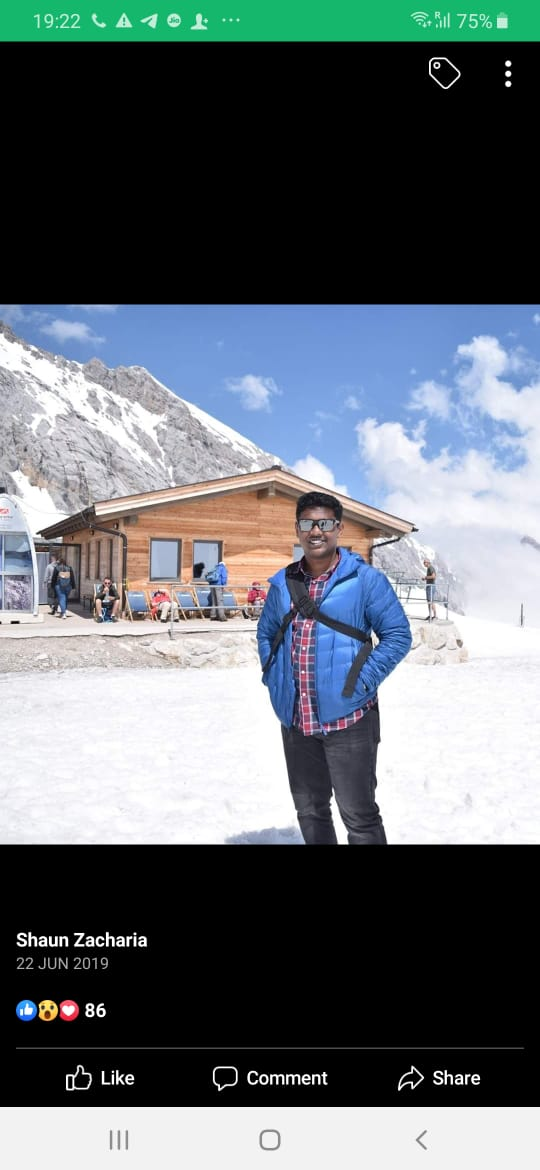 19:22
75%
Shaun Zacharia
22 JUN 2019
86
Like Comment Share